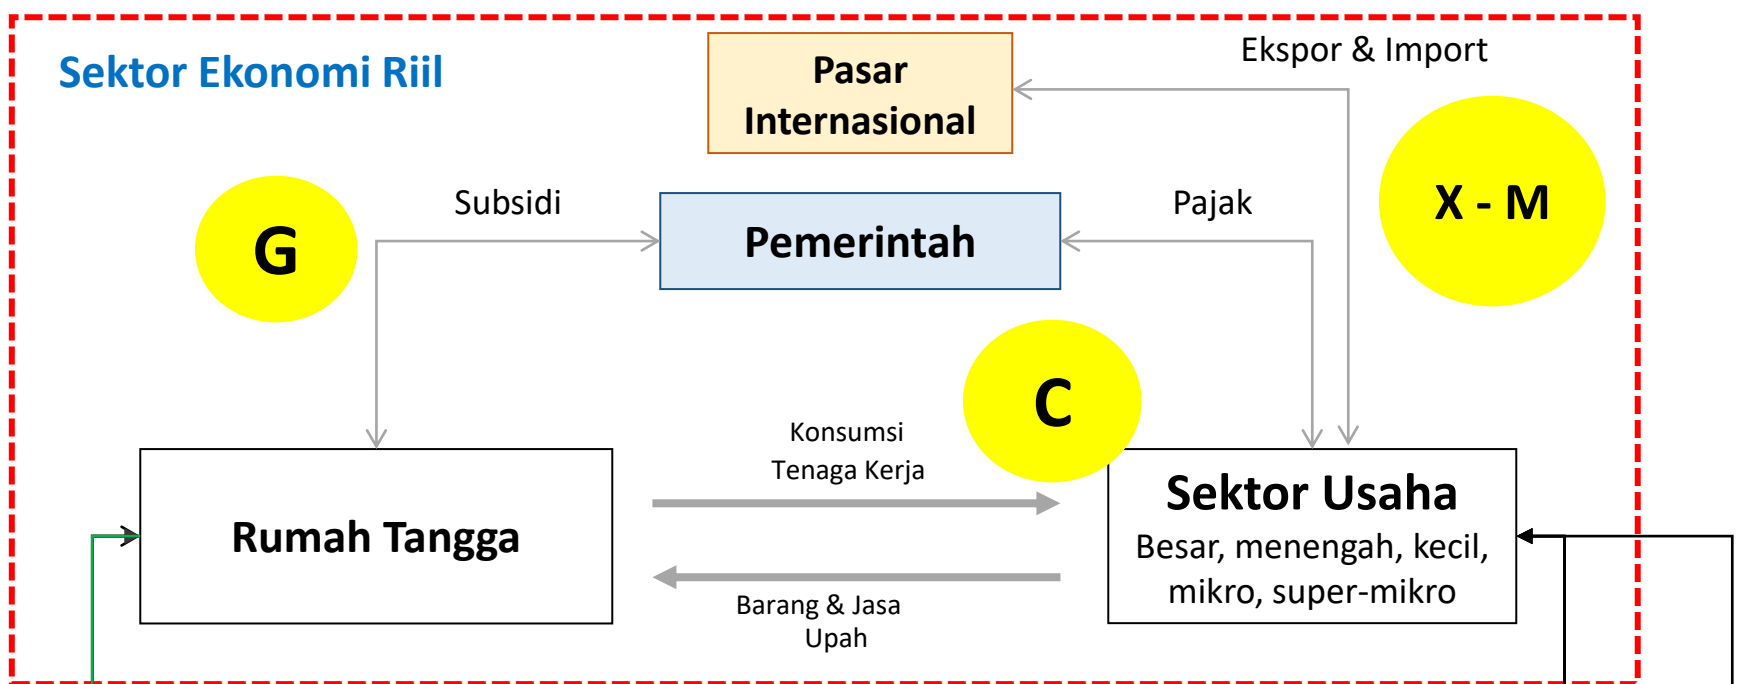 Sektor Ekonomi Riil
Pasar
Internasional
Ekspor & Import
X - M
G
Subsidi
Pemerintah
Pajak
C
Konsumsi
Tenaga Kerja
Rumah Tangga
Sektor Usaha
Besar, menengah, kecil,
mikro, super-mikro
Barang & Jasa
Upah